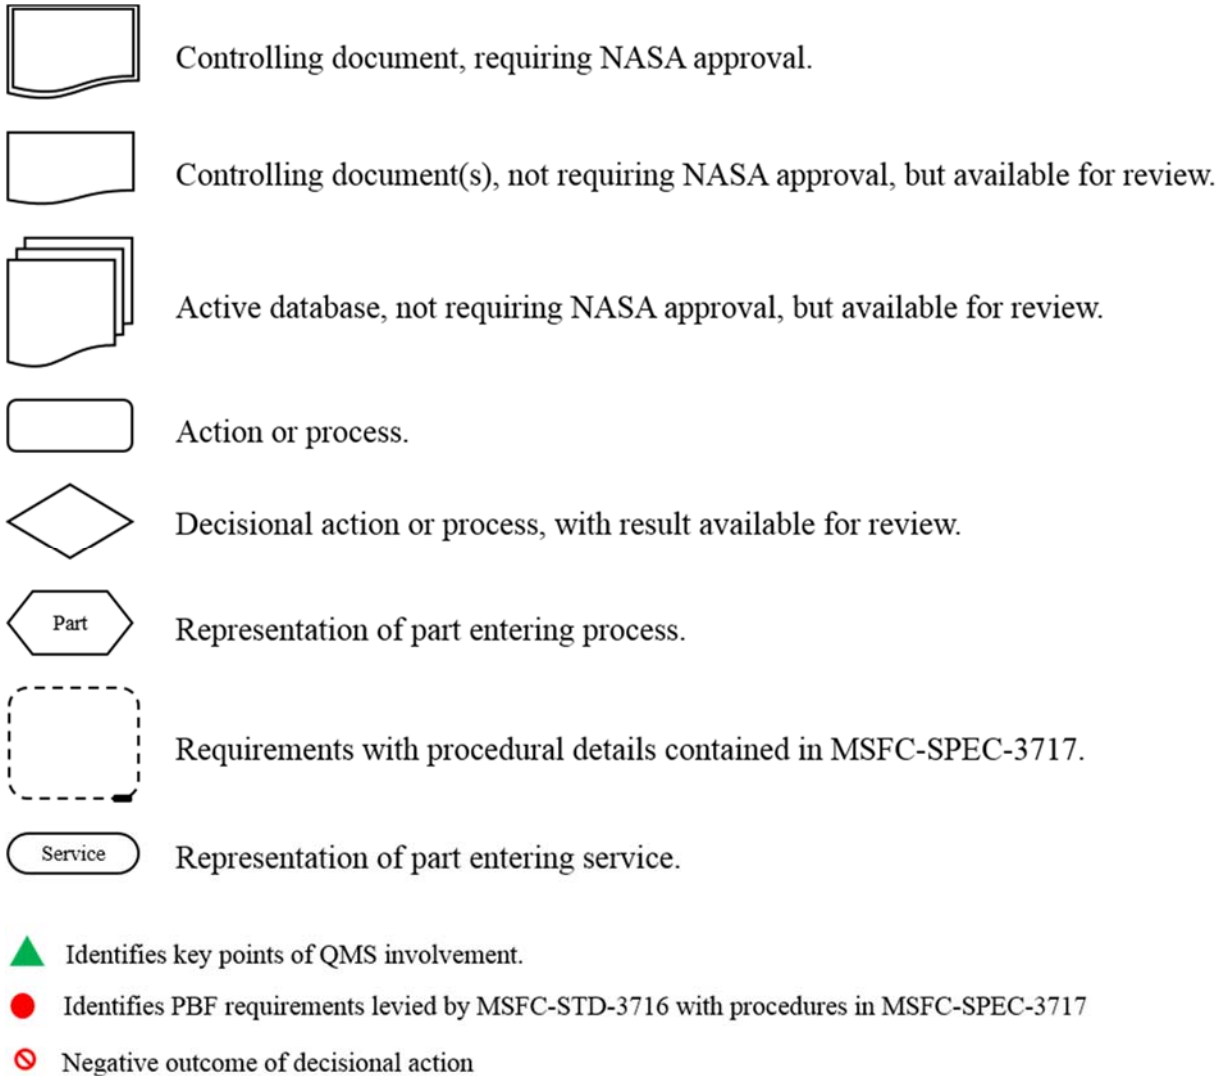 Controlling document, requiring NASA approval.
Controlling document(s), not requiring NASA approval, but available for review.
Active database, not requiring NASA approval, but available for review.
Action or process.
Decisional action or process, with result available for review.
Part
Representation of part entering process.
Requirements with procedural details contained in MSFC-SPEC-3717.
Service
Representation of part entering service.
Identifies key points of QMS involvement.
Identifies PBF requirements levied by MSFC-STD-3716 with procedures in MSFC-SPEC-3717
Negative outcome of decisional action